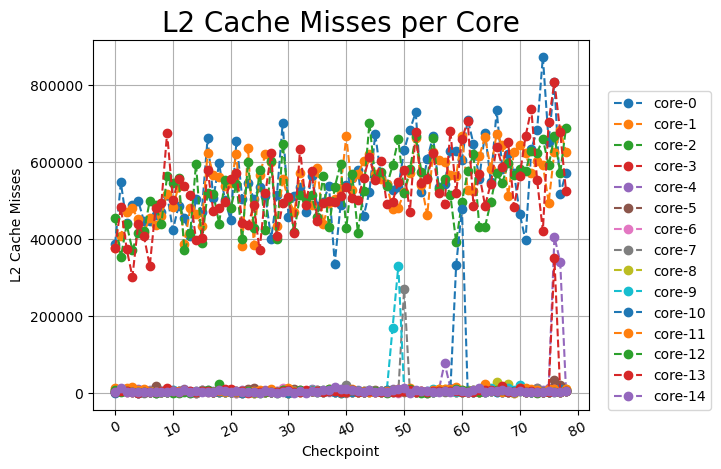 L2 Cache Misses per Core
L2 Cache Misses
800000
600000
400000
200000
0
0
10
20
30
40
50
60
70
80
Checkpoint
core-0
core-1
core-2
core-3
core-4
core-5
core-6
core-7
core-8
core-9
core-10
core-11
core-12
core-13
core-14